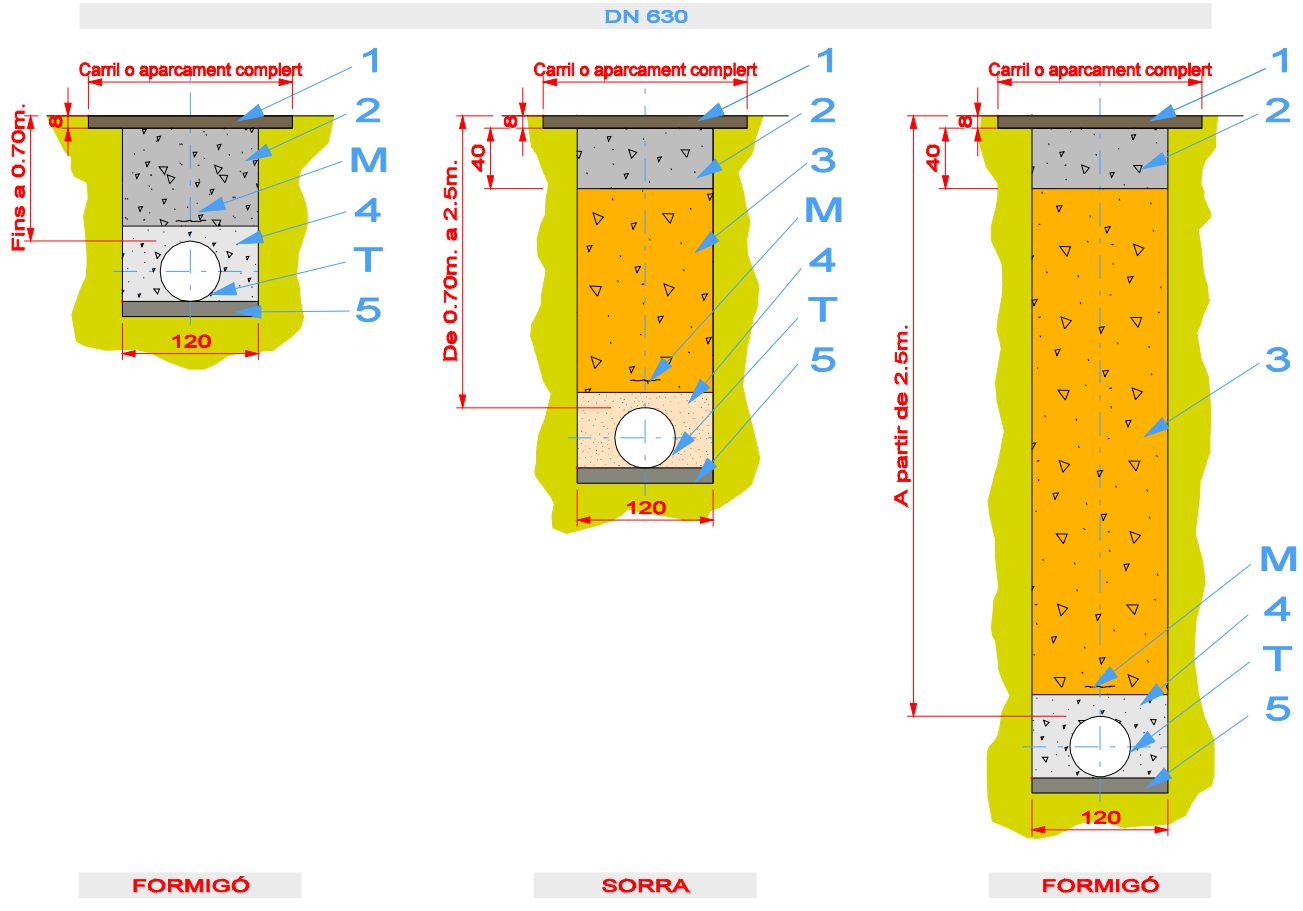 DN 630
Carril o aparcament complert
1
8
2
Fins a 0.70m.
M
4
T
5
120
FORMIGÓ
Carril o aparcament complert
1
8
2
40
3
De 0.70m. a 2.5m.
M
4
T
5
120
SORRA
Carril o aparcament complert
1
8
2
40
3
A partir de 2.5m.
M
4
T
5
120
FORMIGÓ